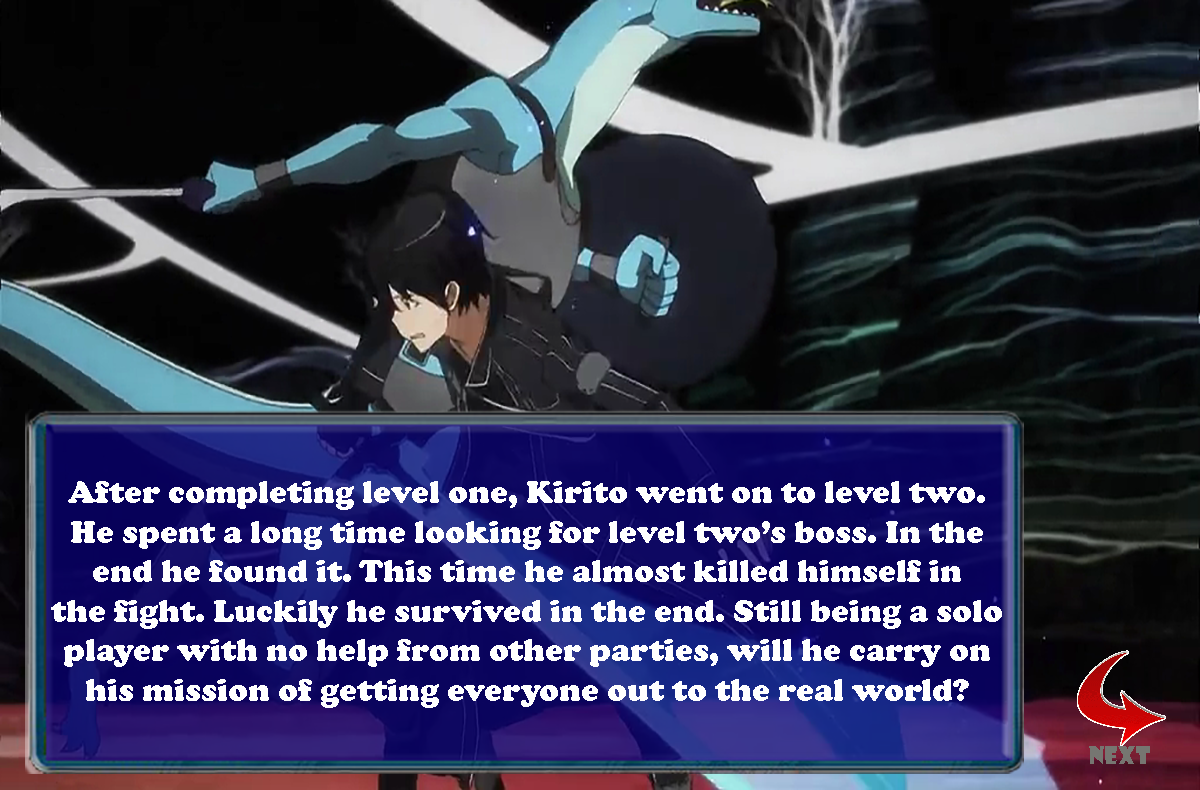 After completing level one, Kirito went on to level two.
He spent a long time looking for level two’s boss. In the
end he found it. This time he almost killed himself in
the fight. Luckily he survived in the end. Still being a solo
player with no help from other parties, will he carry on
his mission of getting everyone out to the real world?
NEXT